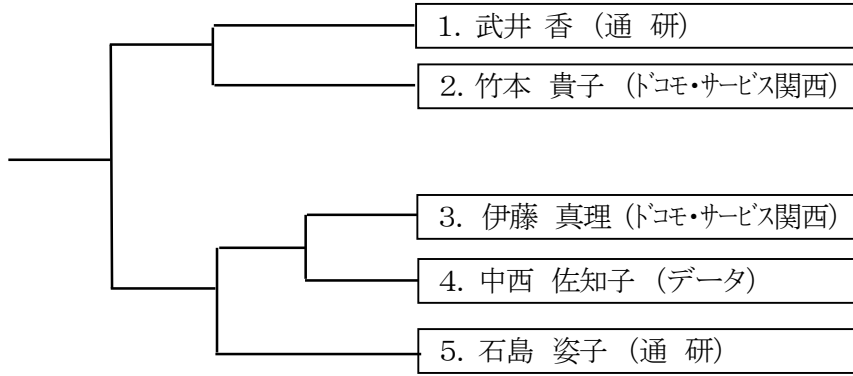 1. 武井 香 (通 研)
2. 竹本 貴子 (ﾄﾞｺﾓ･ｻｰﾋﾞｽ関西)
3. 伊藤 真理 (ﾄﾞｺﾓ･ｻｰﾋﾞｽ関西)
4. 中西 佐知子 (データ)
5. 石島 姿子 (通 研)